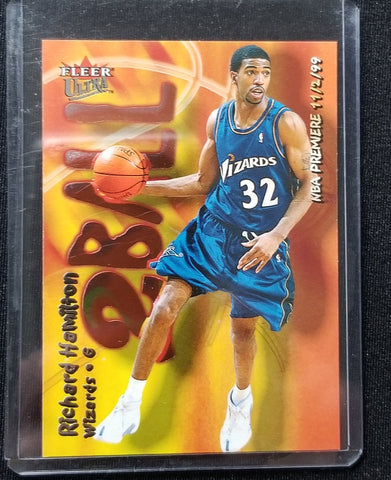 FLEER
ULTRA
2BALL
WIZARDS
32
NBA PREMIERE 11/2/99
Richard Hamilton
Wizards • G